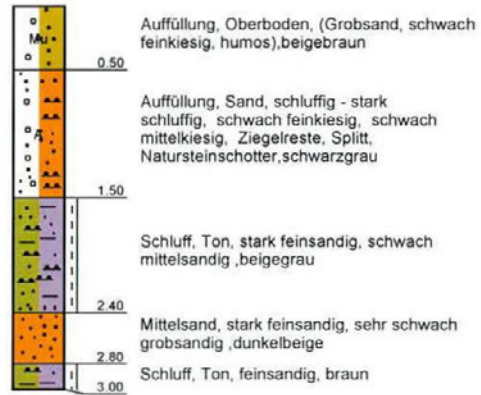 Auffüllung, Oberboden, (Grobsand, schwach
feinkiesig, humos),beigebraun
Mu
0.50
Auffüllung, Sand, schluffig - stark
schluffig, schwach feinkiesig, schwach
mittelkiesig, Ziegelreste, Splitt,
Natursteinschotter,schwarzgrau
A
1.50
Schluff, Ton, stark feinsandig, schwach
mittelsandig ,beigegrau
2.40
Mittelsand, stark feinsandig, sehr schwach
grobsandig ,dunkelbeige
2.80
Schluff, Ton, feinsandig, braun
3.00